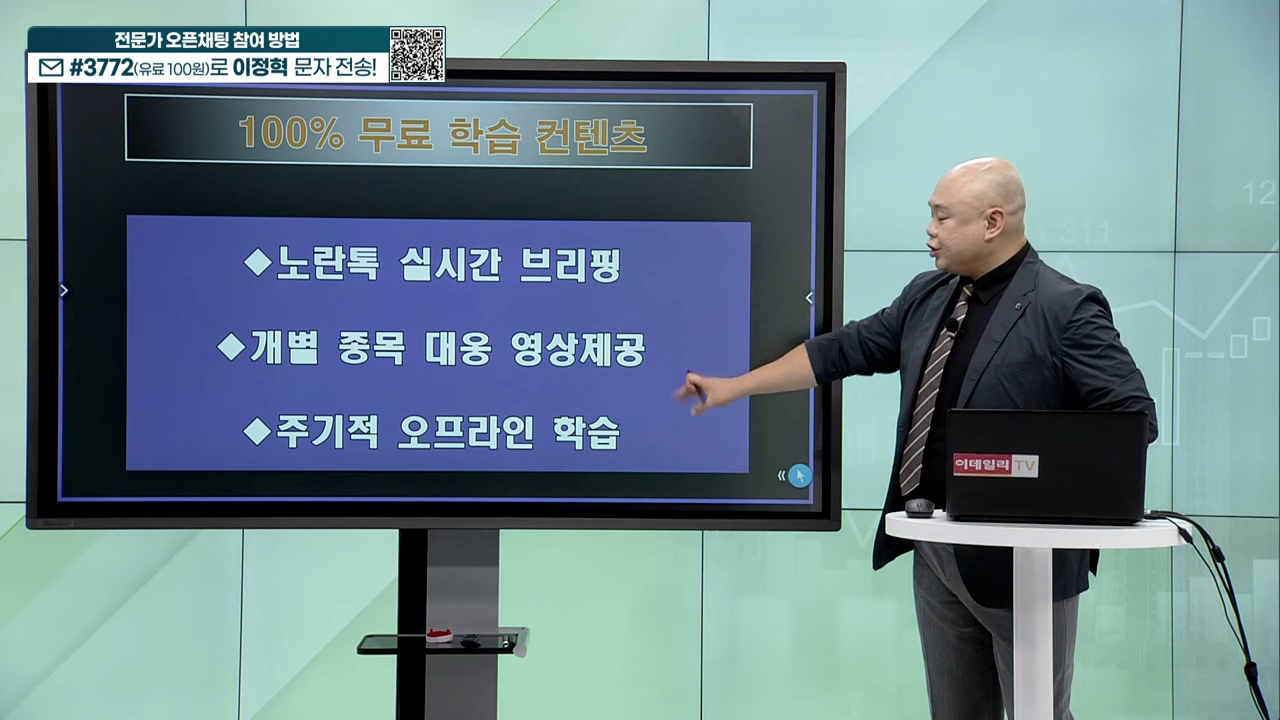 전문가 오픈채팅 참여 방법
#3772(유료 100원)로 이정혁 문자 전송!
100% 무료 학습 컨텐츠
◆노란톡 실시간 브리핑
◆개별 종목 대응 영상제공
◆주기적 오프라인 학습
이데일리 TV
311
12